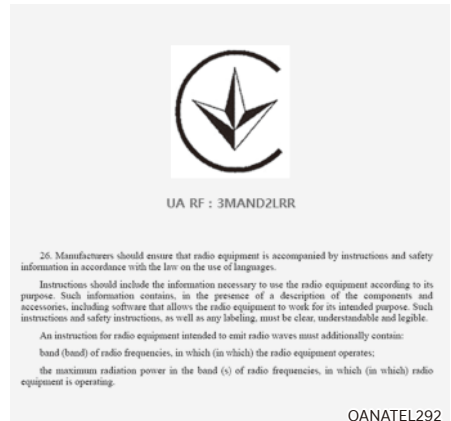 UA RF : 3MAND2LRR
26. Manufacturers should ensure that radio equipment is accompanied by instructions and safety
information in accordance with the law on the use of languages.
Instructions should include the information necessary to use the radio equipment according to its
purpose. Such information contains, in the presence of a description of the components and
accessories, including software that allows the radio equipment to work for its intended purpose. Such
instructions and safety instructions, as well as any labeling, must be clear, understandable and legible.
An instruction for radio equipment intended to emit radio waves must additionally contain:
band (band) of radio frequencies, in which (in which) the radio equipment operates;
the maximum radiation power in the band (s) of radio frequencies, in which (in which) radio
equipment is operating.
OANATEL292